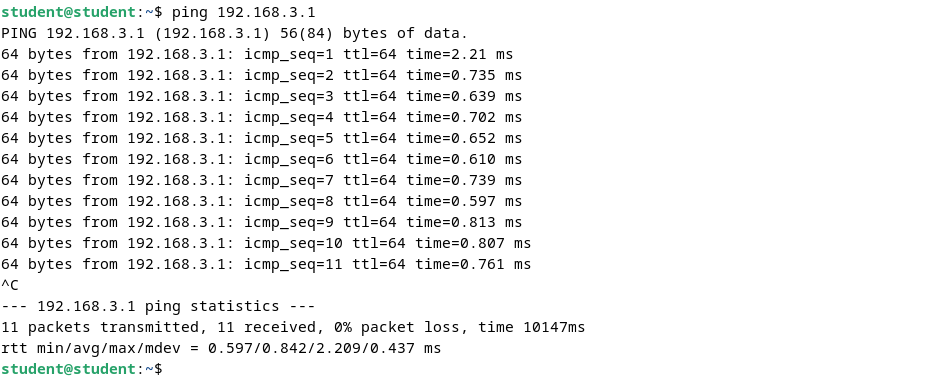 student@student:~$ ping 192.168.3.1
PING 192.168.3.1 (192.168.3.1) 56(84) bytes of data.
64 bytes from 192.168.3.1: icmp_seq=1 ttl=64 time=2.21 ms
64 bytes from 192.168.3.1: icmp_seq=2 ttl=64 time=0.735 ms
64 bytes from 192.168.3.1: icmp_seq=3 ttl=64 time=0.639 ms
64 bytes from 192.168.3.1: icmp_seq=4 ttl=64 time=0.702 ms
64 bytes from 192.168.3.1: icmp_seq=5 ttl=64 time=0.652 ms
64 bytes from 192.168.3.1: icmp_seq=6 ttl=64 time=0.610 ms
64 bytes from 192.168.3.1: icmp_seq=7 ttl=64 time=0.739 ms
64 bytes from 192.168.3.1: icmp_seq=8 ttl=64 time=0.597 ms
64 bytes from 192.168.3.1: icmp_seq=9 ttl=64 time=0.813 ms
64 bytes from 192.168.3.1: icmp_seq=10 ttl=64 time=0.807 ms
64 bytes from 192.168.3.1: icmp_seq=11 ttl=64 time=0.761 ms
^C
--- 192.168.3.1 ping statistics ---
11 packets transmitted, 11 received, 0% packet loss, time 10147ms
rtt min/avg/max/mdev = 0.597/0.842/2.209/0.437 ms
student@student:~$